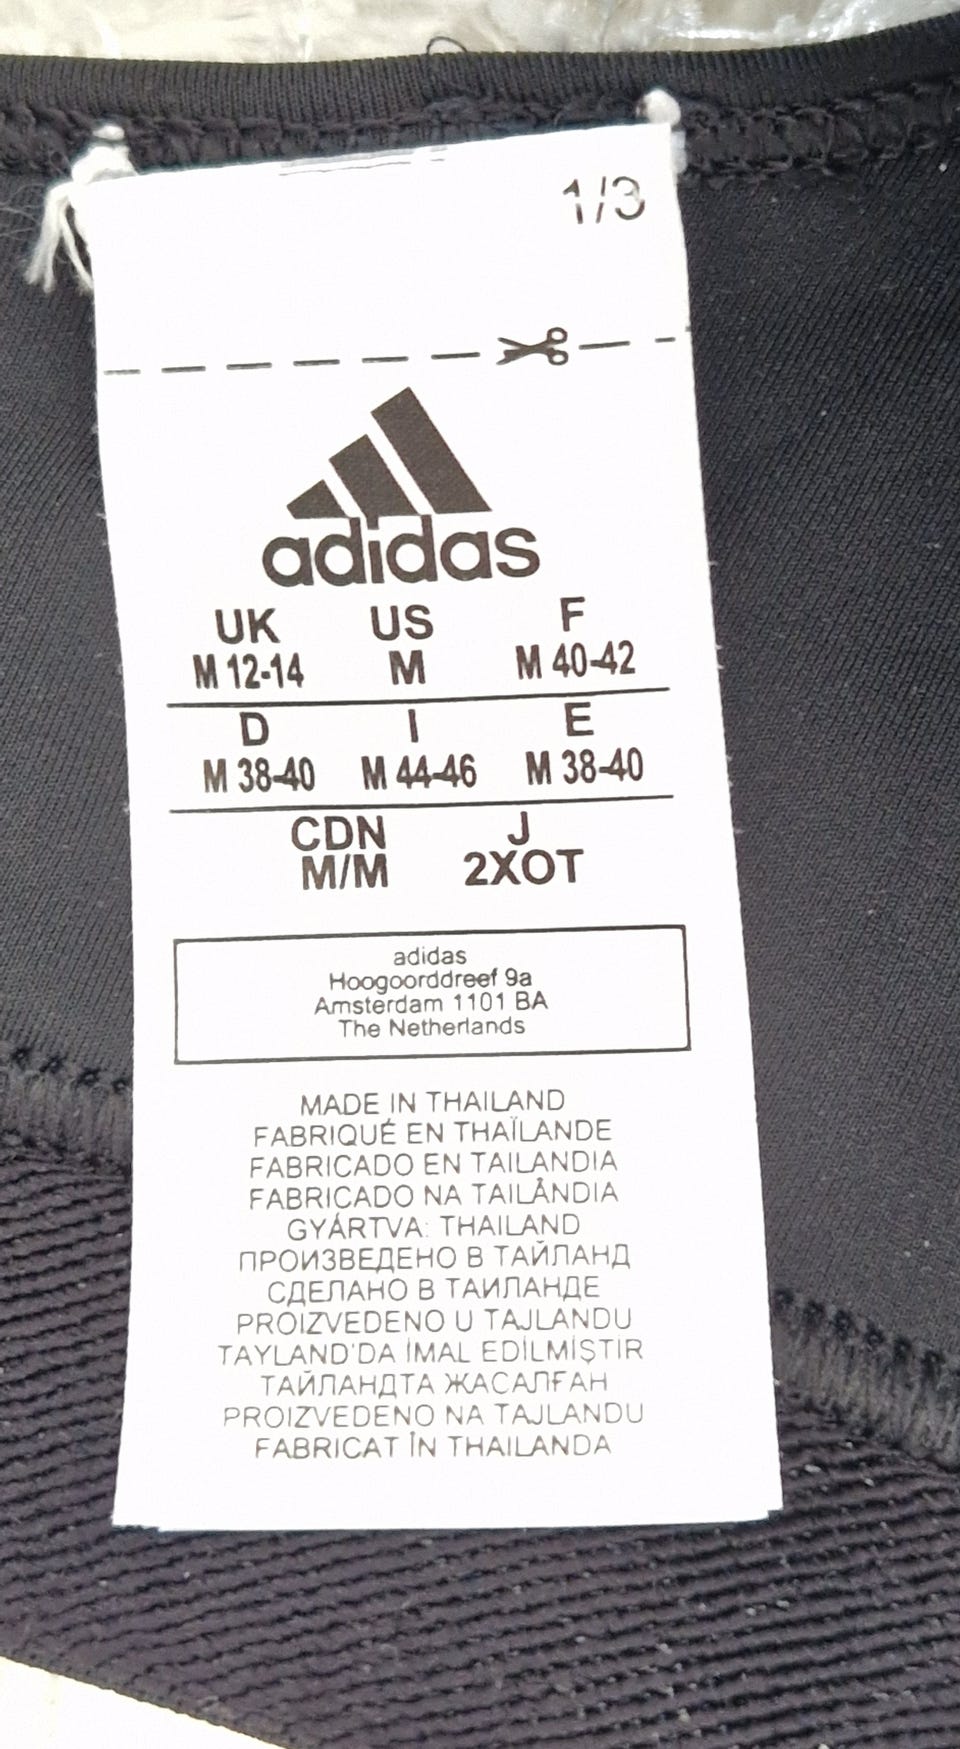 1/3
adidas
UK US F
M 12-14 M M 40-42
D I E
M 38-40 M 44-46 M 38-40
CDN J
M/M 2XOT
adidas
Hoogoorddreef 9a
Amsterdam 1101 BA
The Netherlands
MADE IN THAILAND
FABRIQUÉ EN THAÏLANDE
FABRICADO EN TAILANDIA
FABRICADO NA TAILÂNDIA
GYÁRTVA: THAILAND
ПРОИЗВЕДЕНО В ТАЙЛАНД
СДЕЛАНО В ТАИЛАНДЕ
PROIZVEDENO U TAJLANDU
TAYLAND'DA İMAL EDİLMİŞTİR
ТАЙЛАНДТА ЖАСАЛҒАН
PROIZVEDENO NA TAJLANDU
FABRICAT ÎN THAILANDA